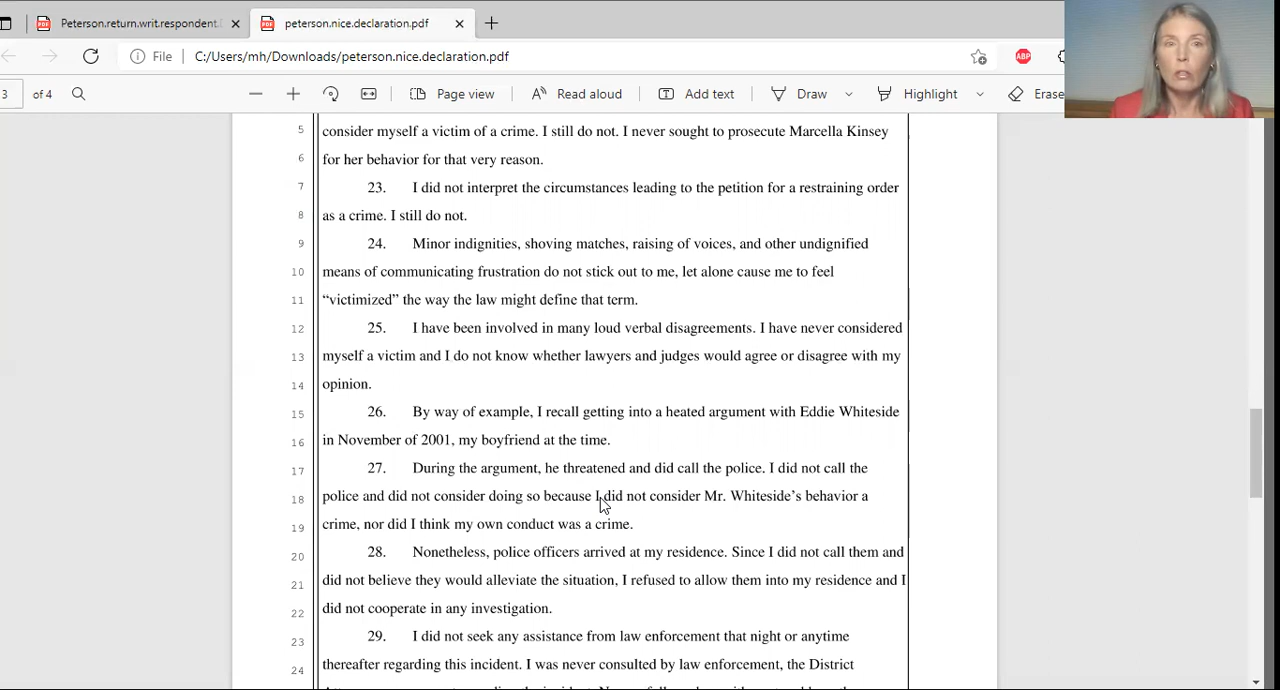 Peterson.return.writ.respondent.
peterson.nice.declaration.pdf
File C:/Users/mh/Downloads/peterson.nice.declaration.pdf
ABP
3 of 4 Page view Read aloud Add text Draw Highlight Erase
5 consider myself a victim of a crime. I still do not. I never sought to prosecute Marcella Kinsey
6 for her behavior for that very reason.
7 23. I did not interpret the circumstances leading to the petition for a restraining order
8 as a crime. I still do not.
9 24. Minor indignities, shoving matches, raising of voices, and other undignified
10 means of communicating frustration do not stick out to me, let alone cause me to feel
11 “victimized” the way the law might define that term.
12 25. I have been involved in many loud verbal disagreements. I have never considered
13 myself a victim and I do not know whether lawyers and judges would agree or disagree with my
14 opinion.
15 26. By way of example, I recall getting into a heated argument with Eddie Whiteside
16 in November of 2001, my boyfriend at the time.
17 27. During the argument, he threatened and did call the police. I did not call the
18 police and did not consider doing so because I did not consider Mr. Whiteside’s behavior a
19 crime, nor did I think my own conduct was a crime.
20 28. Nonetheless, police officers arrived at my residence. Since I did not call them and
21 did not believe they would alleviate the situation, I refused to allow them into my residence and I
22 did not cooperate in any investigation.
23 29. I did not seek any assistance from law enforcement that night or anytime
24 thereafter regarding this incident. I was never consulted by law enforcement, the District